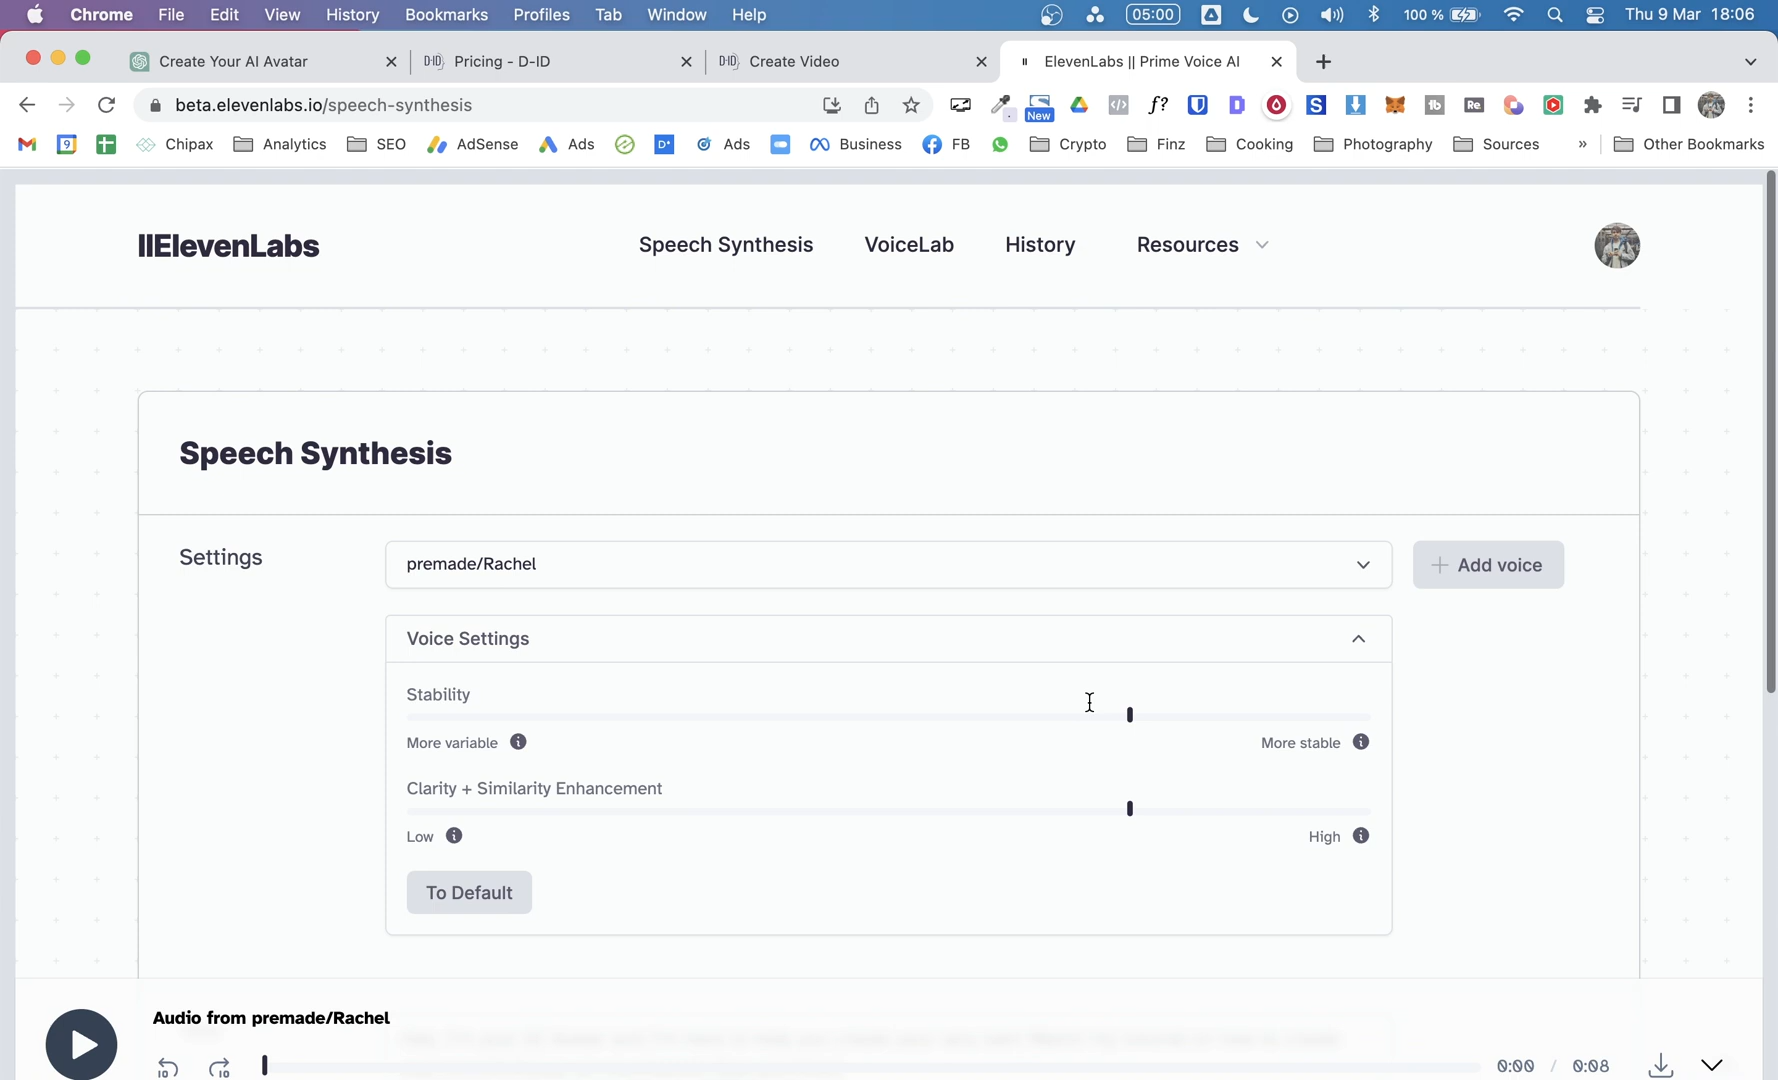 Chrome File Edit View History Bookmarks Profiles Tab Window Help 05:00 100 % Thu 9 Mar 18:06
Create Your AI Avatar Pricing - D-ID Create Video ElevenLabs || Prime Voice AI
beta.elevenlabs.io/speech-synthesis New
Chipax Analytics SEO AdSense Ads Ads Business FB Crypto Finz Cooking Photography Sources » Other Bookmarks
IIElevenLabs Speech Synthesis VoiceLab History Resources
Speech Synthesis
Settings premade/Rachel + Add voice
Voice Settings
Stability
More variable More stable
Clarity + Similarity Enhancement
Low High
To Default
Audio from premade/Rachel
10 10 0:00 / 0:08